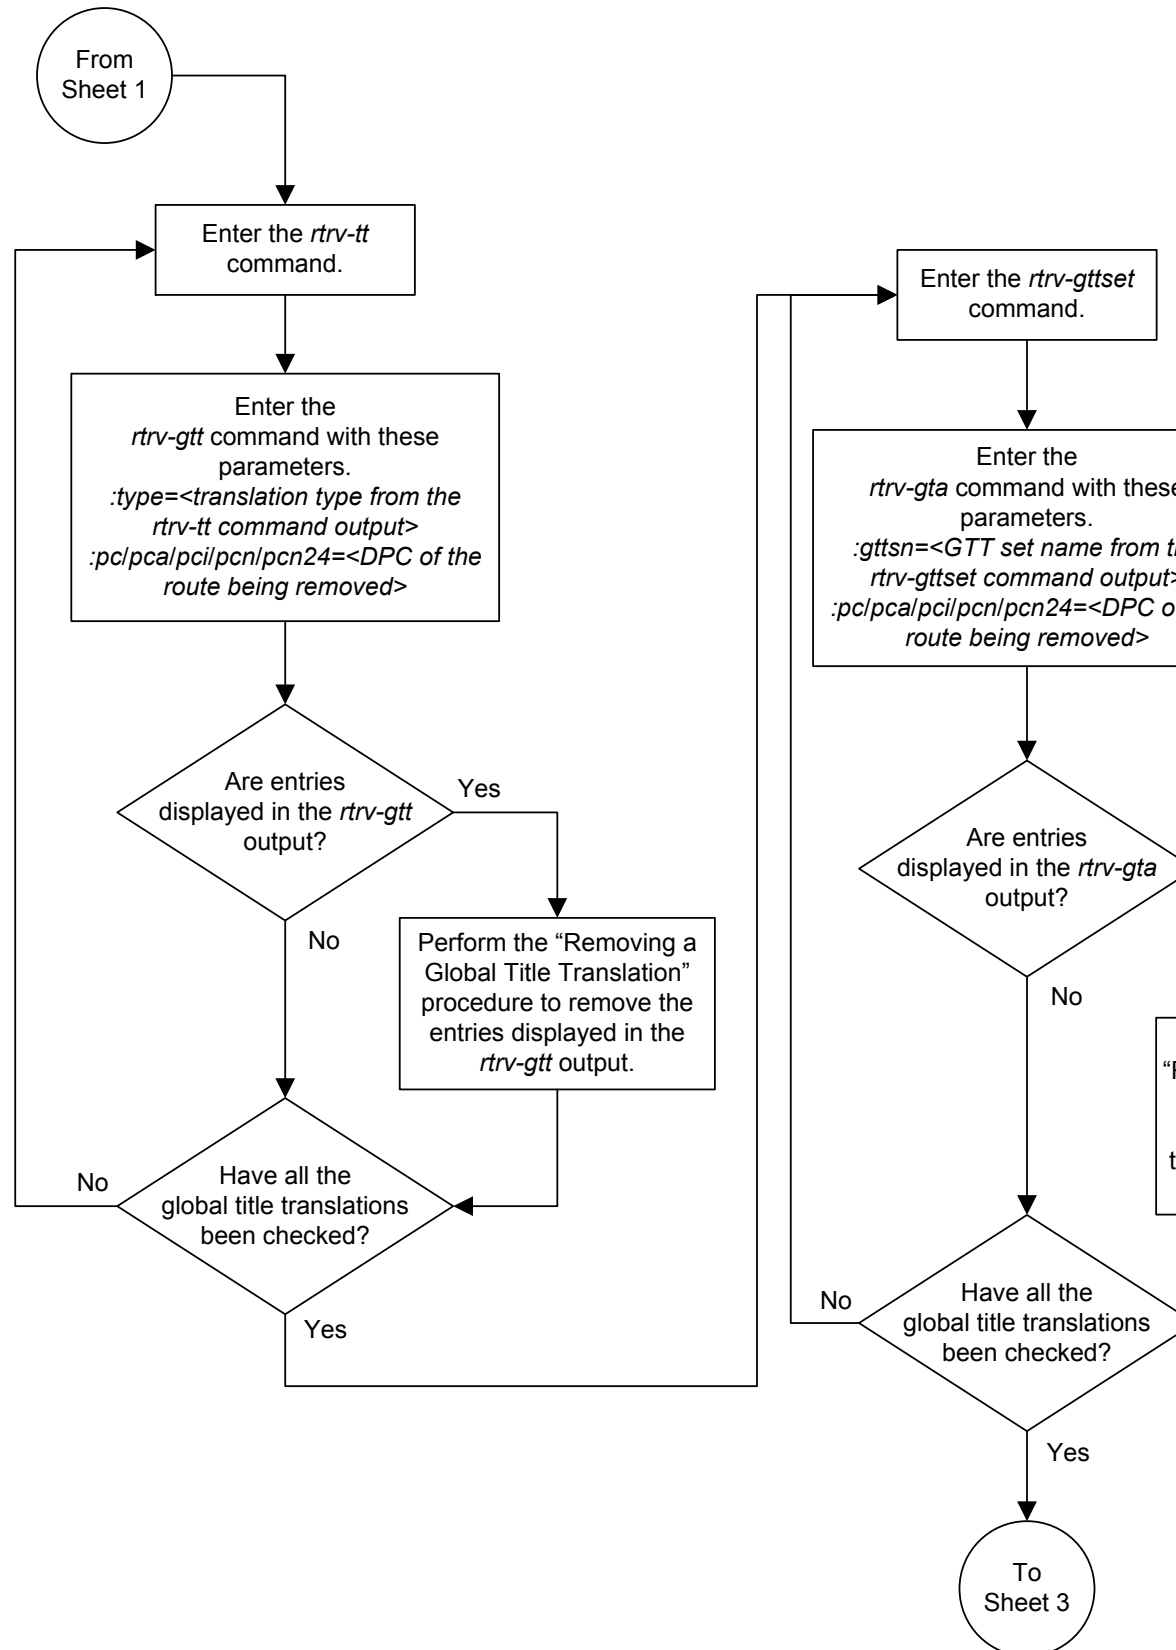 From
Sheet 1
Enter the rtrv-tt
command.
Enter the
rtrv-gtt command with these
parameters.
:type=<translation type from the
rtrv-tt command output>
:pc/pca/pci/pcn/pcn24=<DPC of the
route being removed>
Are entries
displayed in the rtrv-gtt
output?
Yes
No
Perform the “Removing a
Global Title Translation”
procedure to remove the
entries displayed in the
rtrv-gtt output.
Have all the
global title translations
been checked?
No
Yes
Enter the rtrv-gttset
command.
Enter the
rtrv-gta command with these
parameters.
:gttsn=<GTT set name from
rtrv-gttset command output>
:pc/pca/pci/pcn/pcn24=<DPC
route being removed>
Are entries
displayed in the rtrv-gta
output?
No
Have all the
global title translations
been checked?
No
Yes
To
Sheet 3